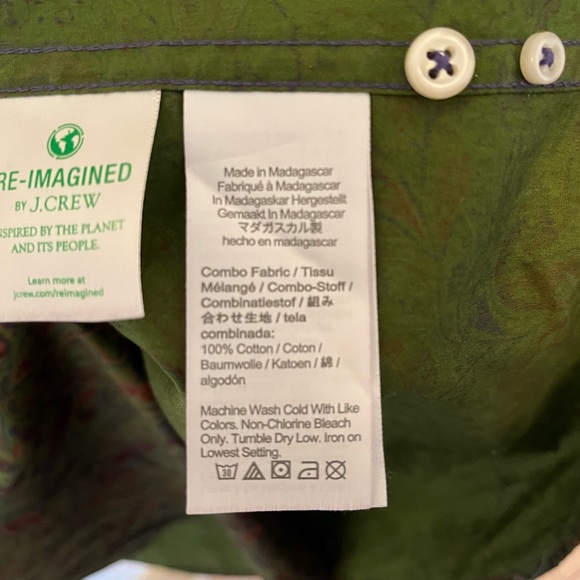 RE-IMAGINED
BY J.CREW
INSPIRED BY THE PLANET
AND ITS PEOPLE.
Learn more at
jcrew.com/reimagined
Made in Madagascar
Fabriqué à Madagascar
In Madagaskar Hergestellt
Gemaakt In Madagascar
マダガスカル製
hecho en madagascar
Combo Fabric / Tissu
Mélangé / Combo-Stoff /
Combinatiestof / 組み
合わせ生地 / tela
combinada:
100% Cotton / Coton /
Baumwolle / Katoen / 綿 /
algodón
Machine Wash Cold With Like
Colors. Non-Chlorine Bleach
Only. Tumble Dry Low. Iron on
Lowest Setting.
30